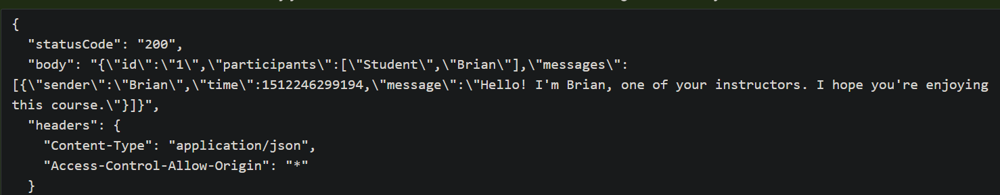 {
  "statusCode": "200",
  "body": "{\"id\":\"1\",\"participants\":[\"Student\",\"Brian\"],\"messages\":
[{\"sender\":\"Brian\",\"time\":1512246299194,\"message\":\"Hello! I'm Brian, one of your instructors. I hope you're enjoying
this course.\"}]}",
  "headers": {
    "Content-Type": "application/json",
    "Access-Control-Allow-Origin": "*"
  }